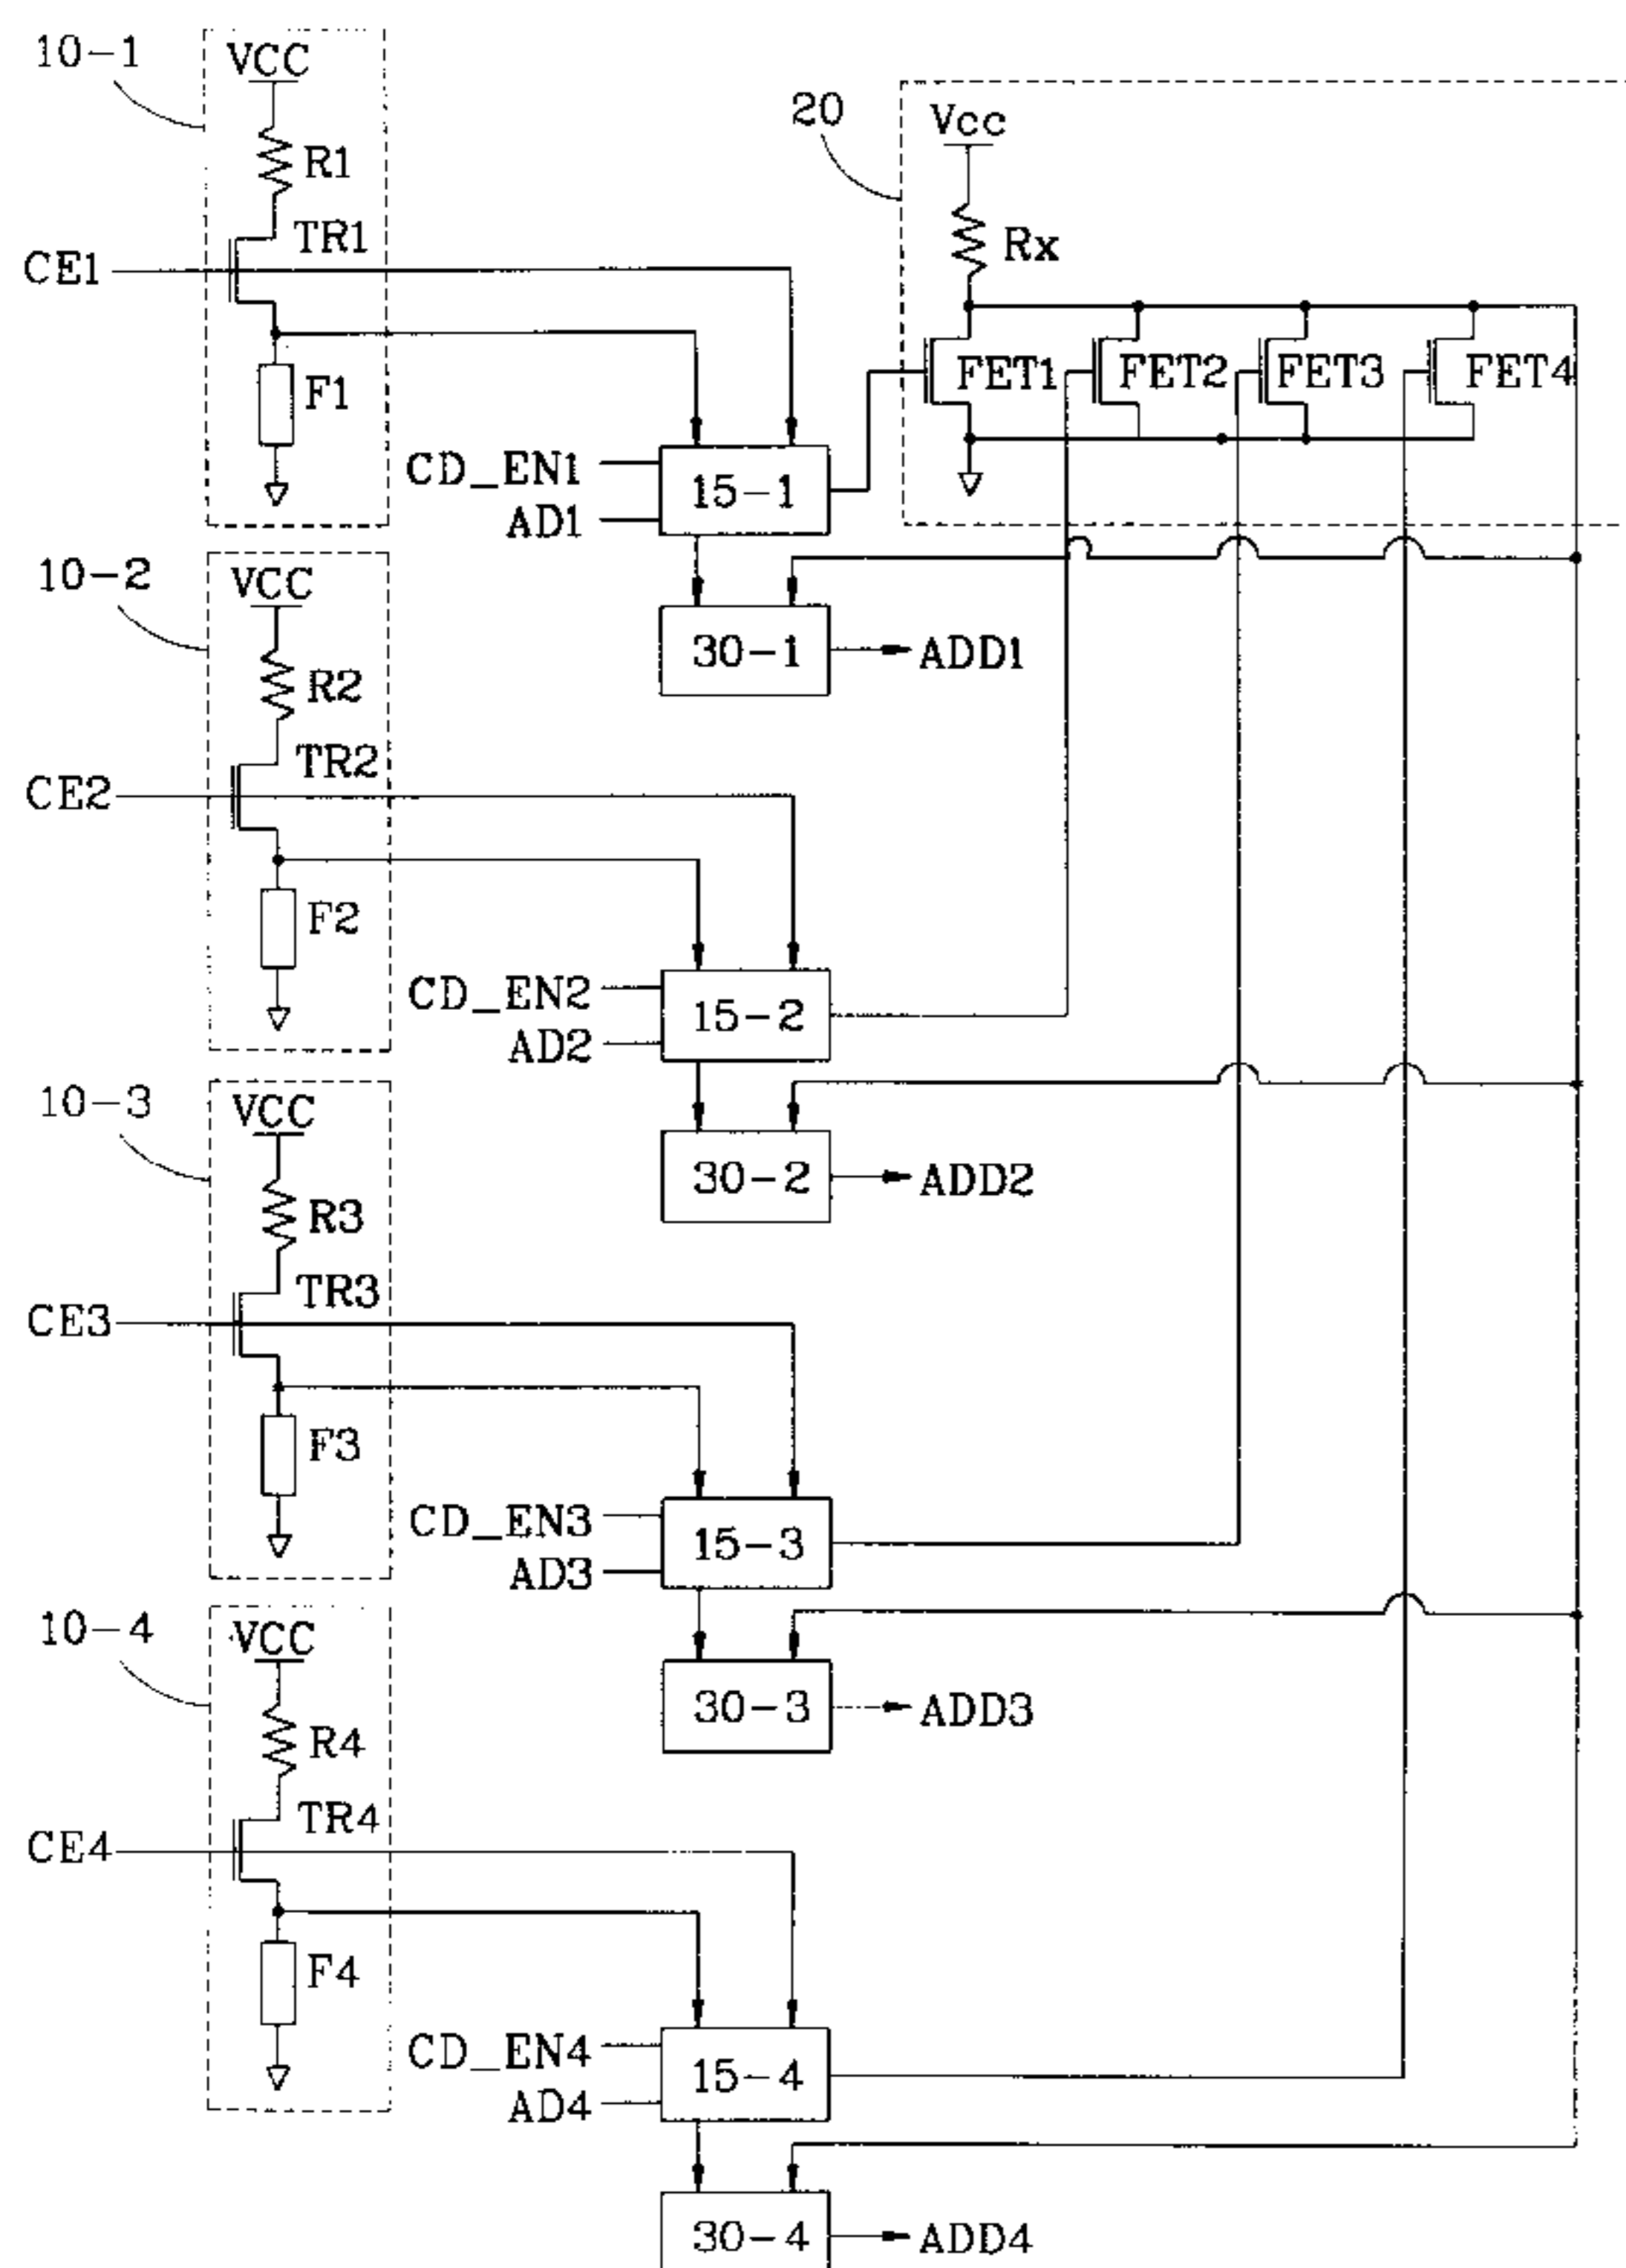 10-1
VCC
R1
TR1
CE1
F1
20
Vcc
Rx
FET1
FET2
FET3
FET4
CD_EN1
AD1
15-1
30-1
ADD1
10-2
VCC
R2
TR2
CE2
F2
CD_EN2
AD2
15-2
30-2
ADD2
10-3
VCC
R3
TR3
CE3
F3
CD_EN3
AD3
15-3
30-3
ADD3
10-4
VCC
R4
TR4
CE4
F4
CD_EN4
AD4
15-4
30-4
ADD4